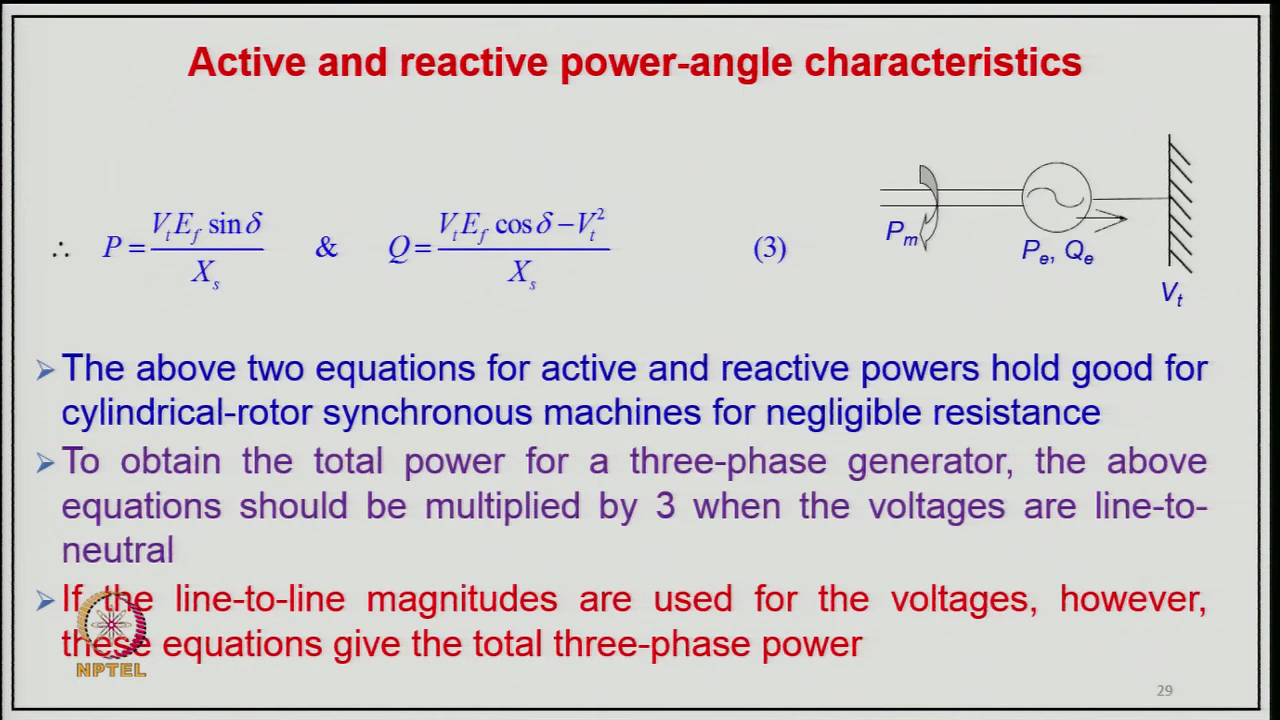 Active and reactive power-angle characteristics
∴ P = V_t E_f sin δ / X_s & Q = (V_t E_f cos δ − V_t^2) / X_s (3)
P_m
P_e, Q_e
V_t
➢ The above two equations for active and reactive powers hold good for
cylindrical-rotor synchronous machines for negligible resistance
➢ To obtain the total power for a three-phase generator, the above
equations should be multiplied by 3 when the voltages are line-to-
neutral
➢ If the line-to-line magnitudes are used for the voltages, however,
these equations give the total three-phase power
NPTEL
29